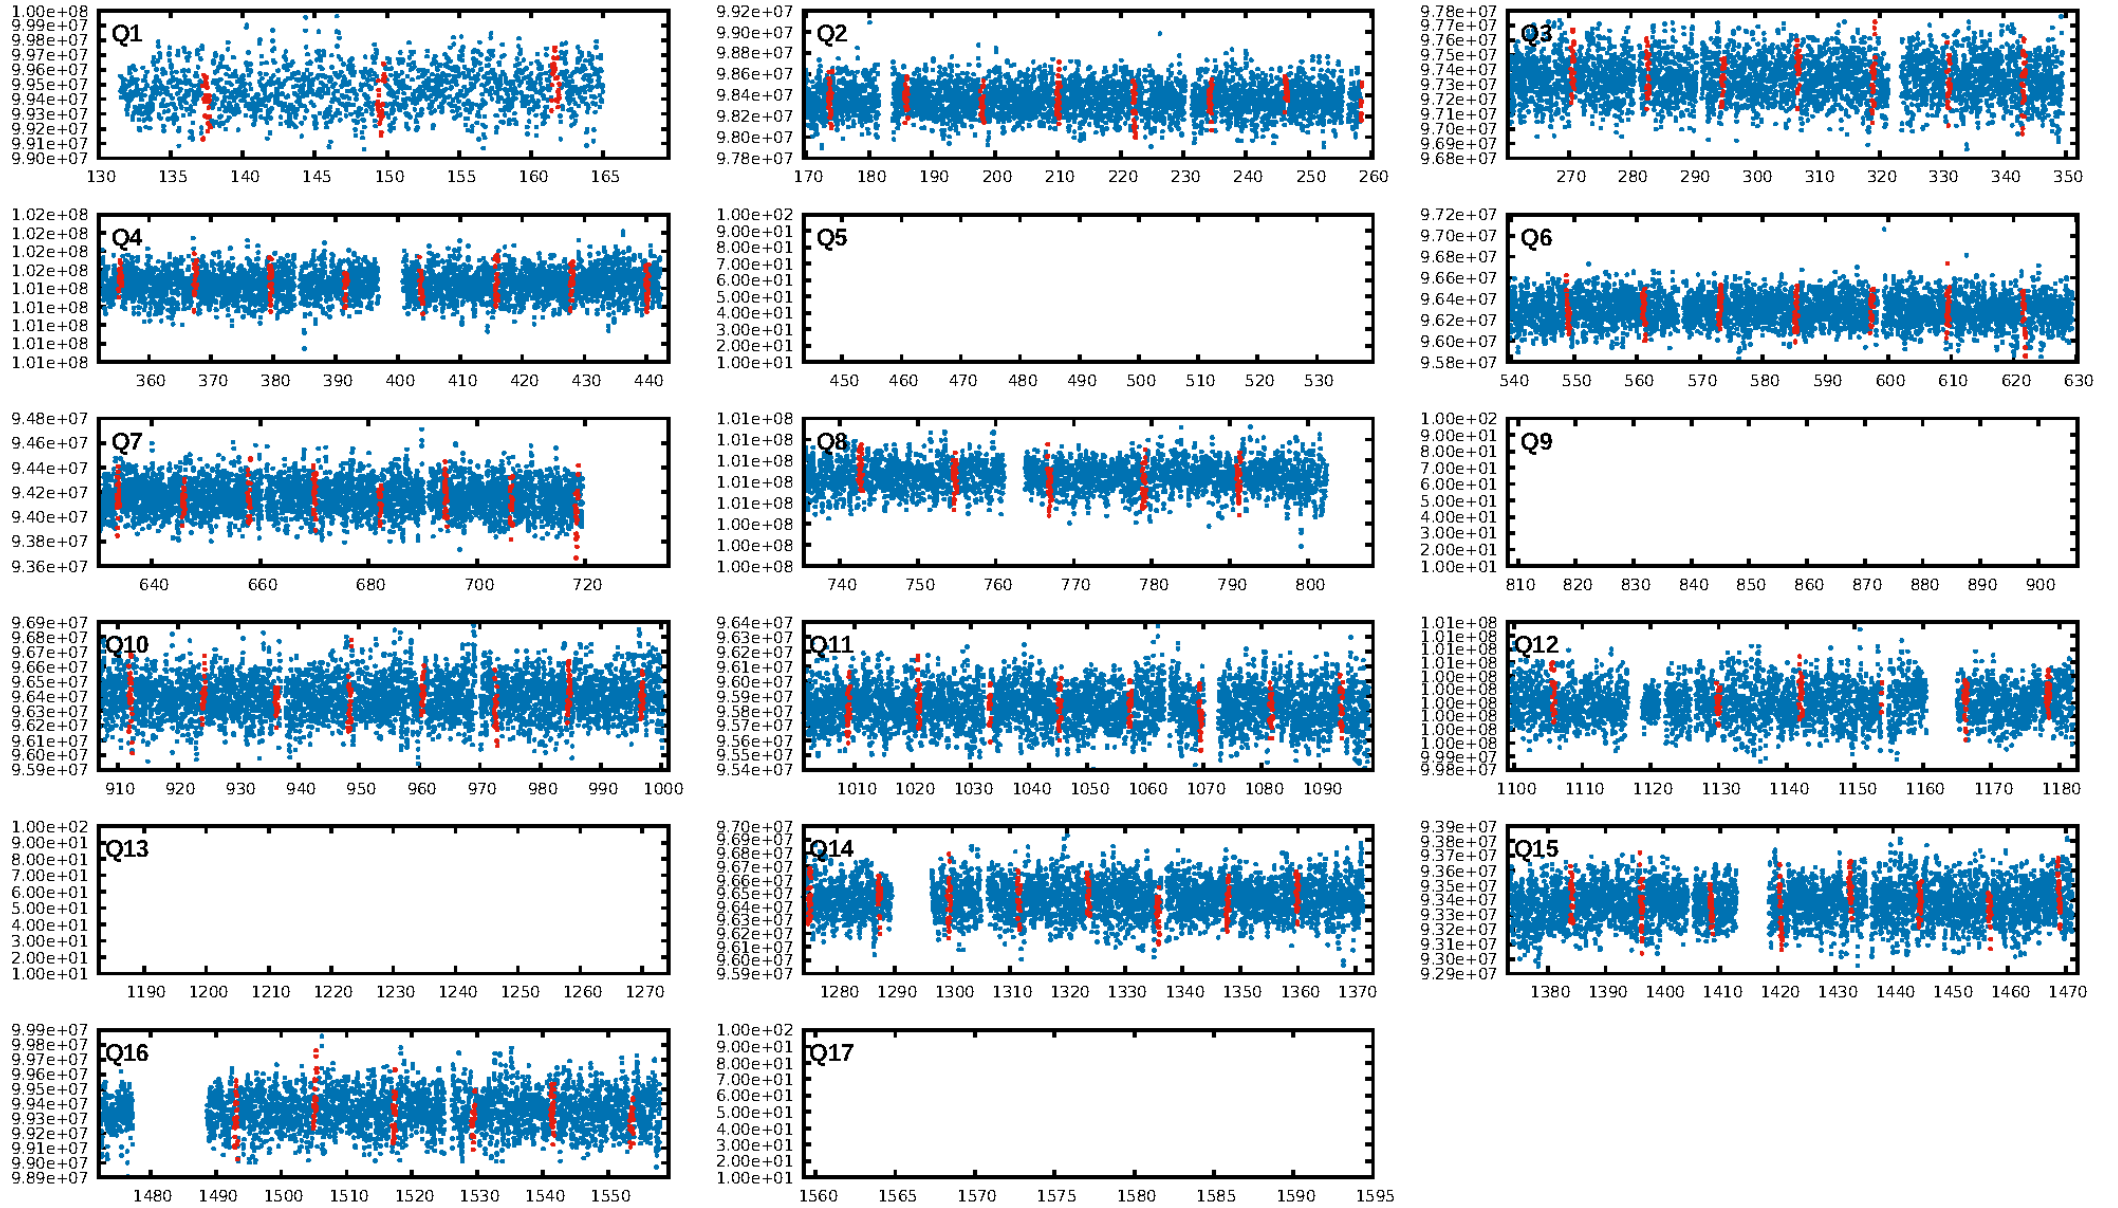 1.00e+08
9.99e+07
9.98e+07
9.97e+07
9.96e+07
9.95e+07
9.94e+07
9.93e+07
9.92e+07
9.91e+07
9.90e+07
Q1
130 135 140 145 150 155 160 165
9.92e+07
9.90e+07
9.88e+07
9.86e+07
9.84e+07
9.82e+07
9.80e+07
9.78e+07
Q2
170 180 190 200 210 220 230 240 250 260
9.78e+07
9.77e+07
9.76e+07
9.75e+07
9.74e+07
9.73e+07
9.72e+07
9.71e+07
9.70e+07
9.69e+07
9.68e+07
Q3
270 280 290 300 310 320 330 340 350
1.02e+08
1.02e+08
1.02e+08
1.02e+08
1.01e+08
1.01e+08
1.01e+08
1.01e+08
1.01e+08
Q4
360 370 380 390 400 410 420 430 440
1.00e+02
9.00e+01
8.00e+01
7.00e+01
6.00e+01
5.00e+01
4.00e+01
3.00e+01
2.00e+01
1.00e+01
Q5
450 460 470 480 490 500 510 520 530
9.72e+07
9.70e+07
9.68e+07
9.66e+07
9.64e+07
9.62e+07
9.60e+07
9.58e+07
Q6
540 550 560 570 580 590 600 610 620 630
9.48e+07
9.46e+07
9.44e+07
9.42e+07
9.40e+07
9.38e+07
9.36e+07
Q7
640 660 680 700 720
1.01e+08
1.01e+08
1.01e+08
1.01e+08
1.01e+08
1.00e+08
1.00e+08
1.00e+08
Q8
740 750 760 770 780 790 800
1.00e+02
9.00e+01
8.00e+01
7.00e+01
6.00e+01
5.00e+01
4.00e+01
3.00e+01
2.00e+01
1.00e+01
Q9
810 820 830 840 850 860 870 880 890 900
9.69e+07
9.68e+07
9.67e+07
9.66e+07
9.65e+07
9.64e+07
9.63e+07
9.62e+07
9.61e+07
9.60e+07
9.59e+07
Q10
910 920 930 940 950 960 970 980 990 1000
9.64e+07
9.63e+07
9.62e+07
9.61e+07
9.60e+07
9.59e+07
9.58e+07
9.57e+07
9.56e+07
9.55e+07
9.54e+07
Q11
1010 1020 1030 1040 1050 1060 1070 1080 1090
1.01e+08
1.01e+08
1.01e+08
1.01e+08
1.00e+08
1.00e+08
1.00e+08
1.00e+08
1.00e+08
1.00e+08
9.99e+07
9.98e+07
Q12
1100 1110 1120 1130 1140 1150 1160 1170 1180
1.00e+02
9.00e+01
8.00e+01
7.00e+01
6.00e+01
5.00e+01
4.00e+01
3.00e+01
2.00e+01
1.00e+01
Q13
1190 1200 1210 1220 1230 1240 1250 1260 1270
9.70e+07
9.69e+07
9.68e+07
9.67e+07
9.66e+07
9.65e+07
9.64e+07
9.63e+07
9.62e+07
9.61e+07
9.60e+07
9.59e+07
Q14
1280 1290 1300 1310 1320 1330 1340 1350 1360 1370
9.39e+07
9.38e+07
9.37e+07
9.36e+07
9.35e+07
9.34e+07
9.33e+07
9.32e+07
9.31e+07
9.30e+07
9.29e+07
Q15
1380 1390 1400 1410 1420 1430 1440 1450 1460 1470
9.99e+07
9.98e+07
9.97e+07
9.96e+07
9.95e+07
9.94e+07
9.93e+07
9.92e+07
9.91e+07
9.90e+07
9.89e+07
Q16
1480 1490 1500 1510 1520 1530 1540 1550
1.00e+02
9.00e+01
8.00e+01
7.00e+01
6.00e+01
5.00e+01
4.00e+01
3.00e+01
2.00e+01
1.00e+01
Q17
1560 1565 1570 1575 1580 1585 1590 1595